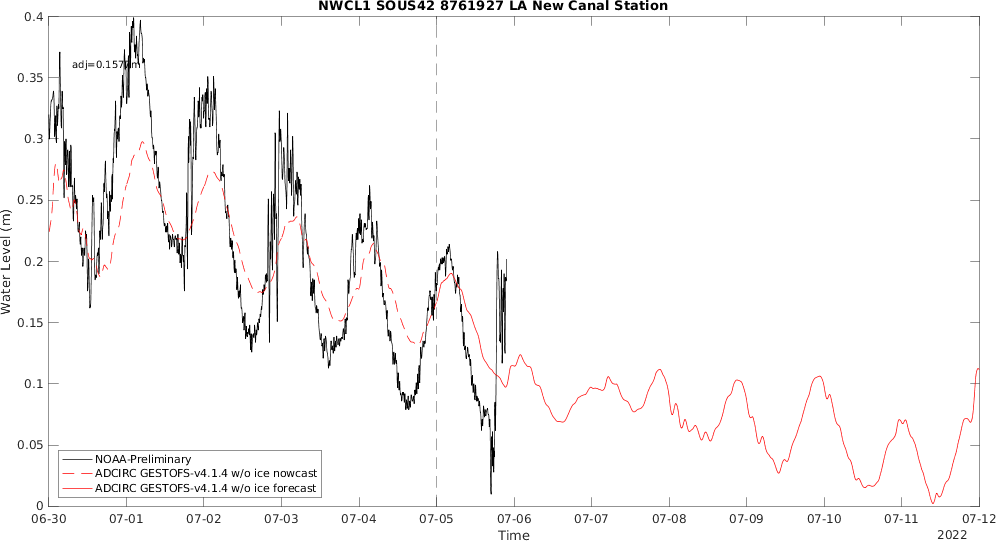 NWCL1 SOUS42 8761927 LA New Canal Station
0.4
0.35
0.3
0.25
0.2
0.15
0.1
0.05
0
Water Level (m)
adj=0.157 m
NOAA-Preliminary
ADCIRC GESTOFS-v4.1.4 w/o ice nowcast
ADCIRC GESTOFS-v4.1.4 w/o ice forecast
06-30 07-01 07-02 07-03 07-04 07-05 07-06 07-07 07-08 07-09 07-10 07-11 07-12
Time
2022